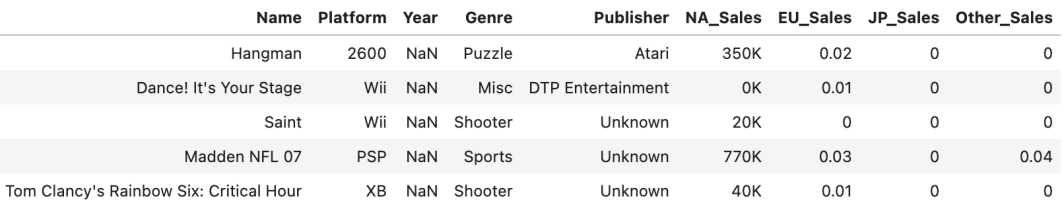 Name Platform Year Genre Publisher NA_Sales EU_Sales JP_Sales Other_Sales
Hangman 2600 NaN Puzzle Atari 350K 0.02 0 0
Dance! It's Your Stage Wii NaN Misc DTP Entertainment 0K 0.01 0 0
Saint Wii NaN Shooter Unknown 20K 0 0 0
Madden NFL 07 PSP NaN Sports Unknown 770K 0.03 0 0.04
Tom Clancy's Rainbow Six: Critical Hour XB NaN Shooter Unknown 40K 0.01 0 0